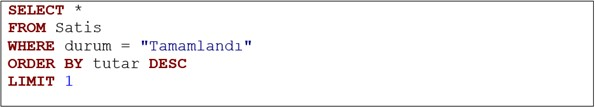 SELECT *
FROM Satis
WHERE durum = "Tamamlandı"
ORDER BY tutar DESC
LIMIT 1